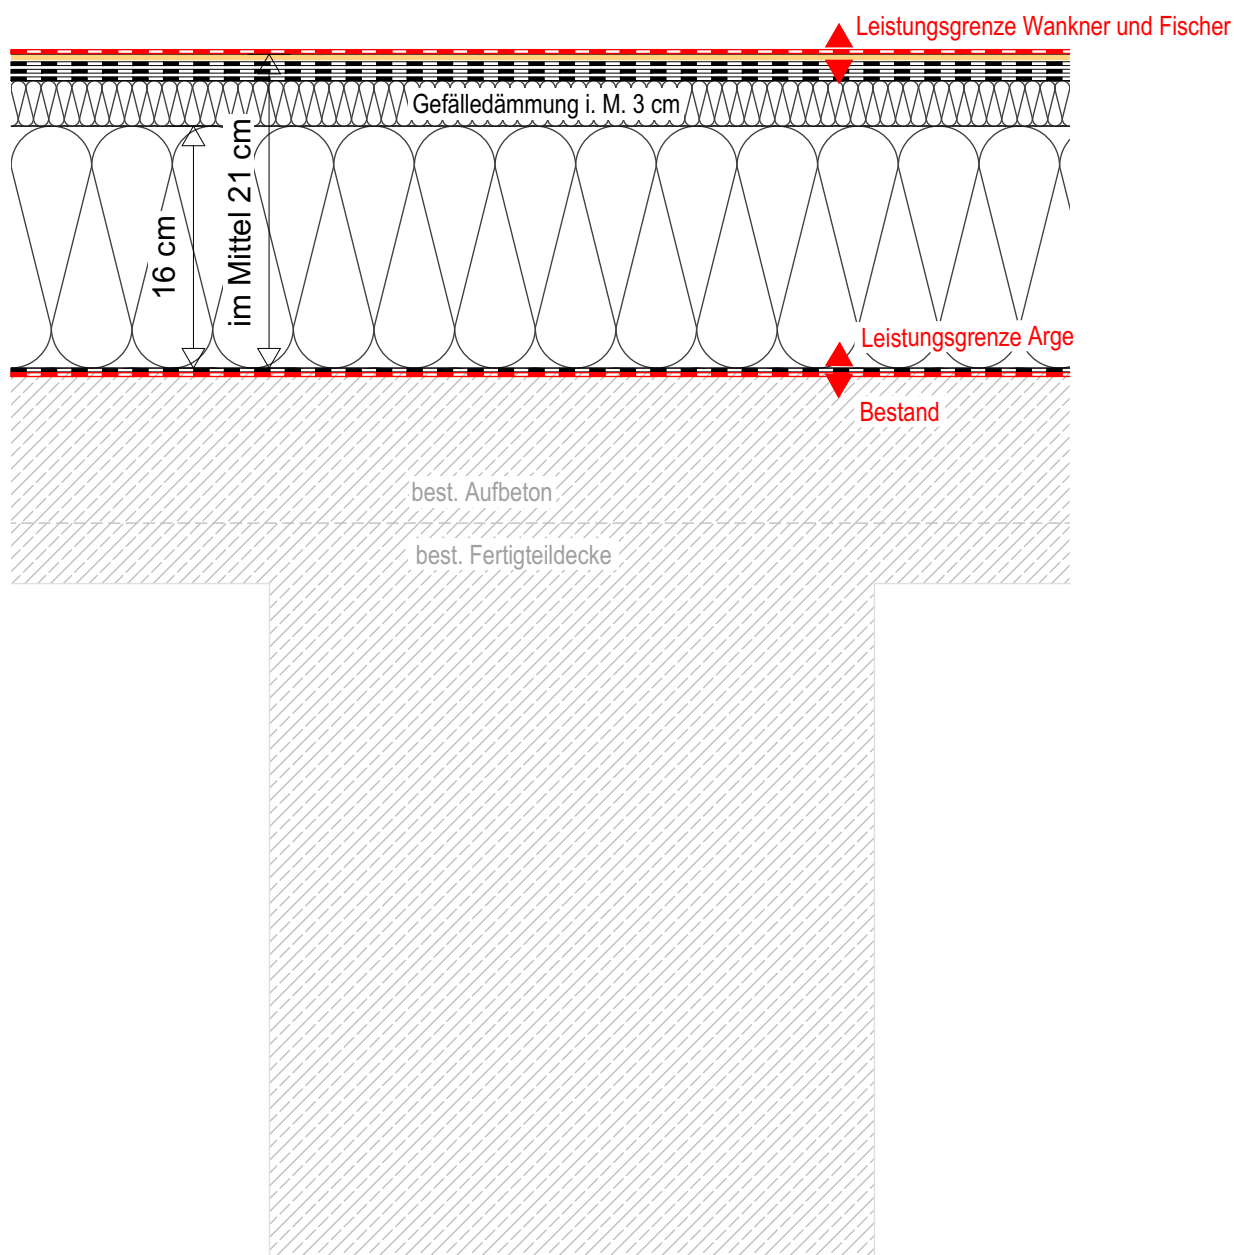 Leistungsgrenze Wankner und Fischer
Gefälledämmung i. M. 3 cm
16 cm
im Mittel 21 cm
Leistungsgrenze Arge
Bestand
best. Aufbeton
best. Fertigteildecke